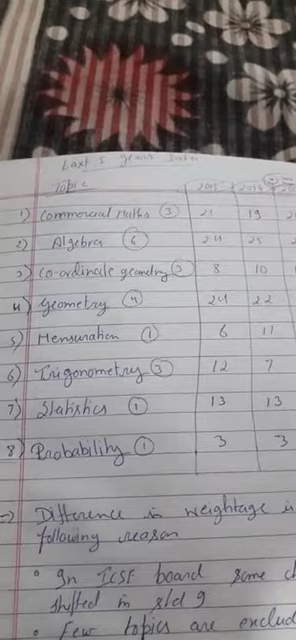 Last 5 years Data
Topic 2015 2016
1) Commercial Maths ③ 21 19
2) Algebra ⑥ 24 25
3) Co-ordinate geometry ② 8 10
4) Geometry ④ 24 22
5) Mensuration ① 6 11
6) Trigonometry ③ 12 7
7) Statistics ① 13 13
8) Probability ① 3 3
→) Difference in weightage is
following reason
• In ICSE board some
shifted in std 9
• Few topics are exclud